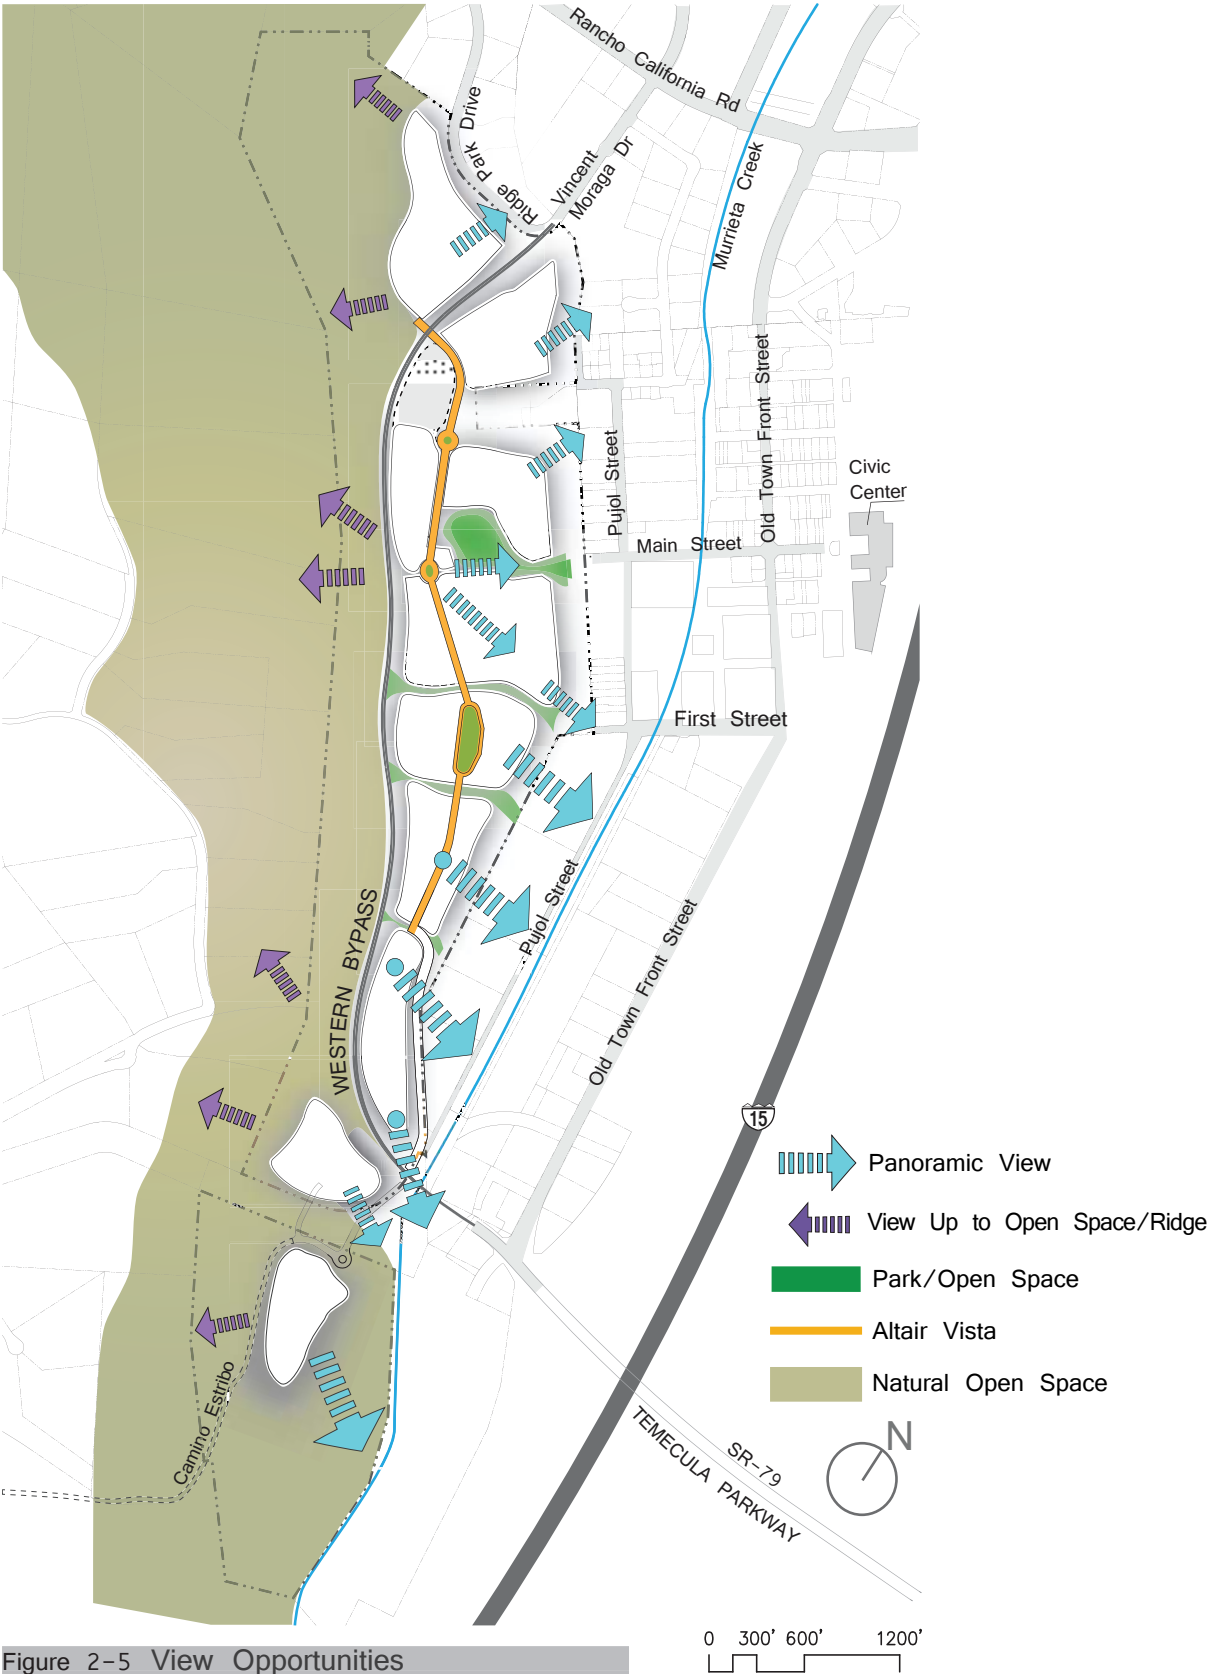 Rancho California Rd
Ridge Park Drive
Vincent
Moraga Dr
Murrieta Creek
Old Town Front Street
Pujol Street
Civic
Center
Main Street
First Street
WESTERN BYPASS
Pujol Street
Old Town Front Street
15
Panoramic View
View Up to Open Space/Ridge
Park/Open Space
Altair Vista
Natural Open Space
Camino Estribo
N
SR-79
TEMECULA PARKWAY
0 300' 600' 1200'
Figure 2-5 View Opportunities